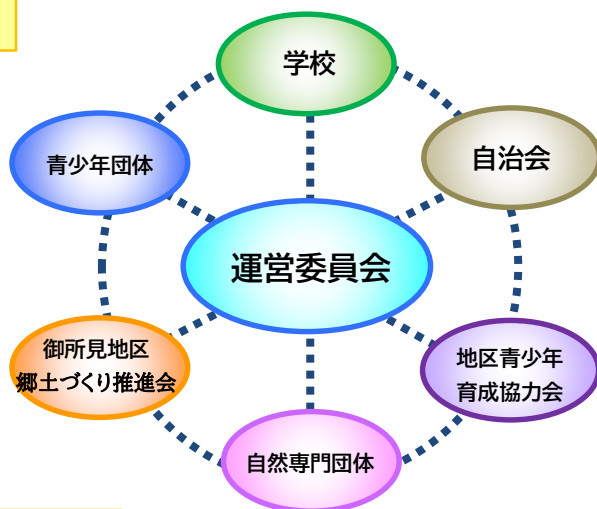 学校
青少年団体
自治会
運営委員会
御所見地区
郷土づくり推進会
地区青少年
育成協力会
自然専門団体